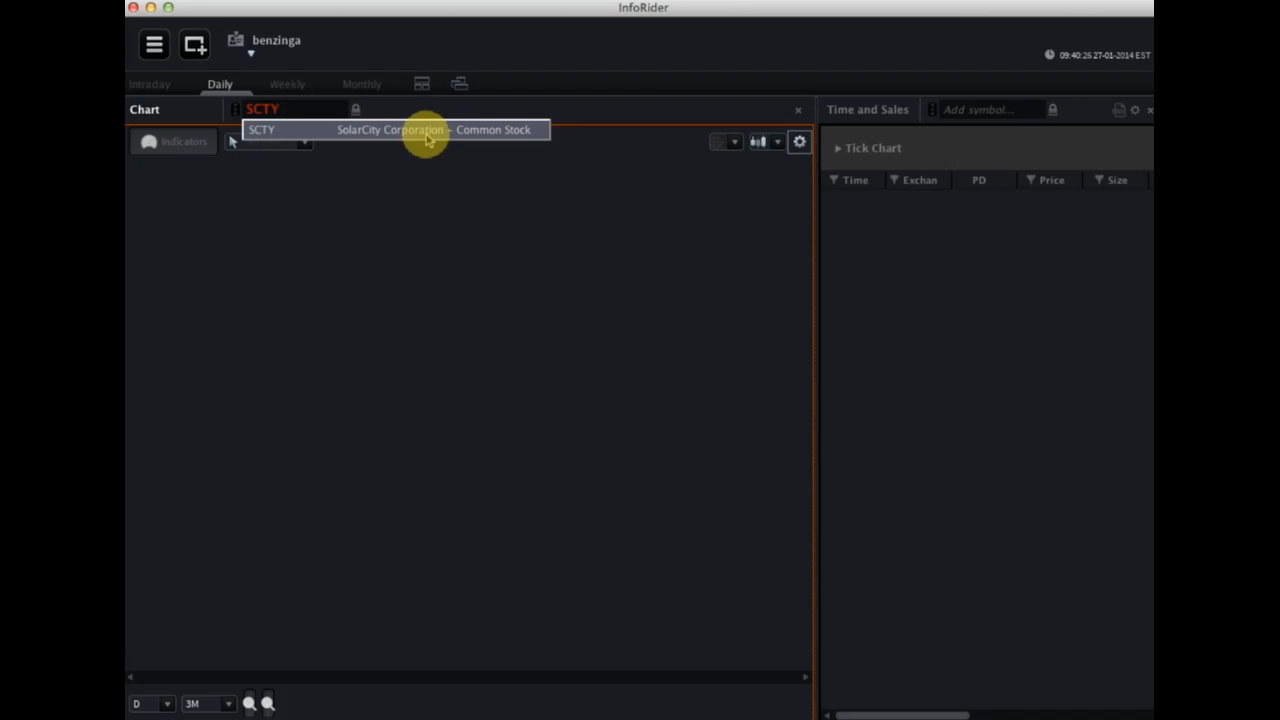 InfoRider
benzinga
09:40:26 27-01-2014 EST
Intraday Daily Weekly Monthly
Chart SCTY Time and Sales Add symbol...
SCTY SolarCity Corporation - Common Stock
Indicators
Tick Chart
Time Exchan PD Price Size
D 3M